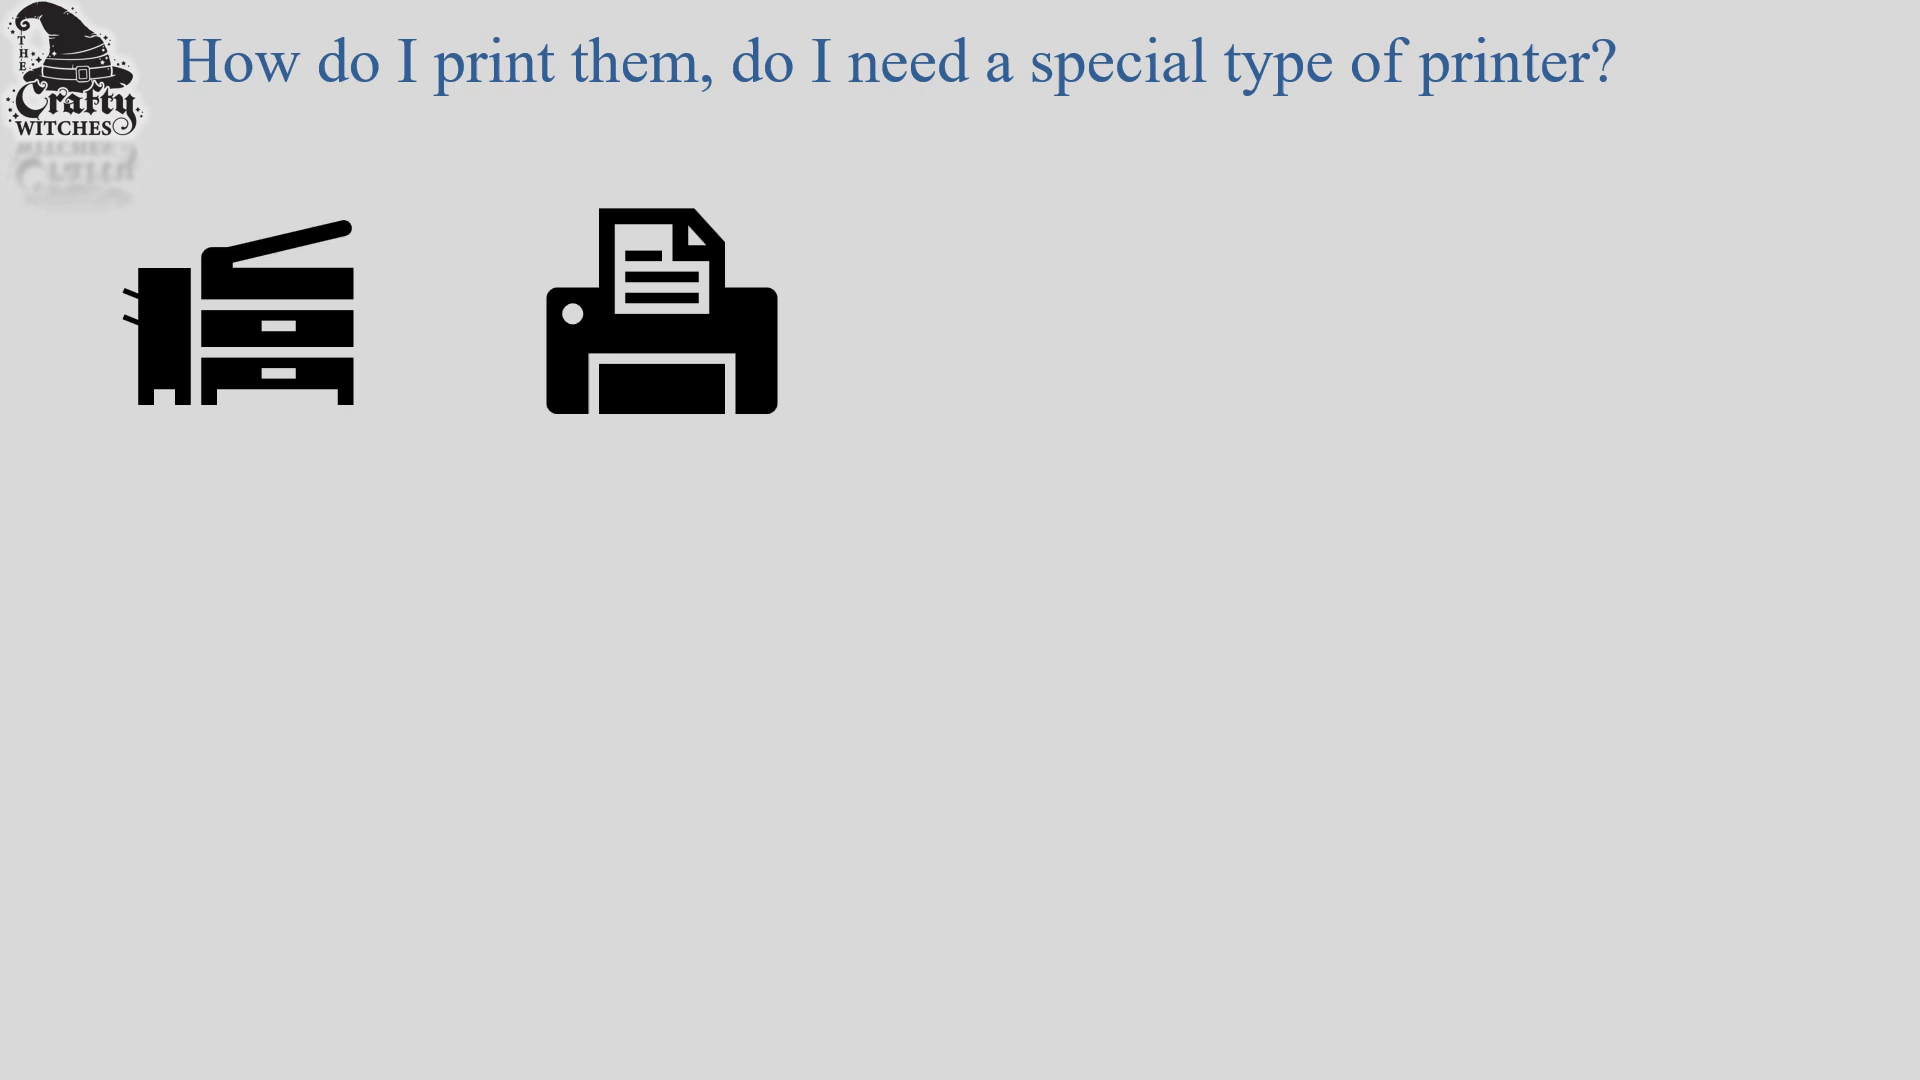 How do I print them, do I need a special type of printer?
THE
Crafty
WITCHES